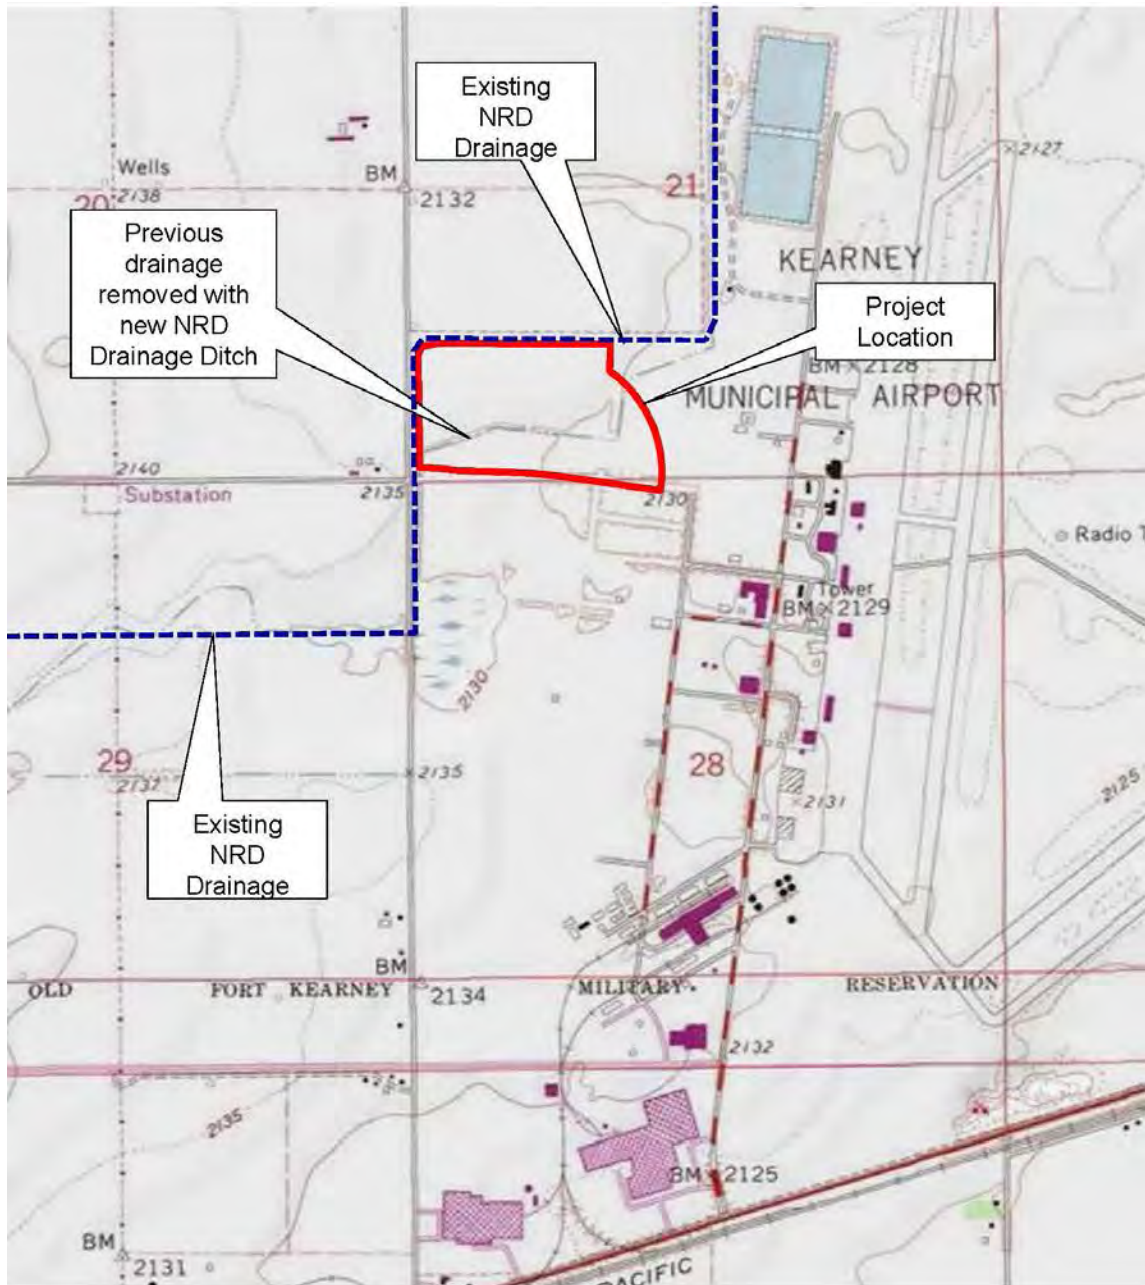 Existing
NRD
Drainage
Wells
2138
20
BM
2132
21
2127
Previous
drainage
removed with
new NRD
Drainage Ditch
KEARNEY
Project
Location
BM × 2128
MUNICIPAL AIRPORT
2140
Substation
2135
2130
Radio T
Tower
BM × 2129
2130
29
2137
2135
28
2131
2125
Existing
NRD
Drainage
BM
2134
OLD FORT KEARNEY MILITARY RESERVATION
2132
2135
BM × 2125
BM
2131
PACIFIC